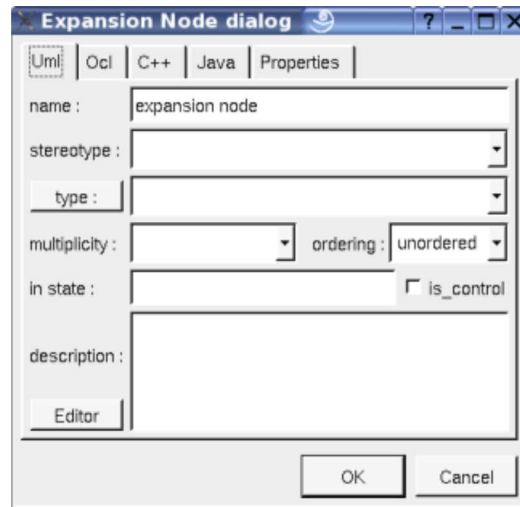 Expansion Node dialog ? _ □ X
Uml Ocl C++ Java Properties
name : expansion node
stereotype :
type :
multiplicity : ordering : unordered
in state : is_control
description :
Editor
OK Cancel